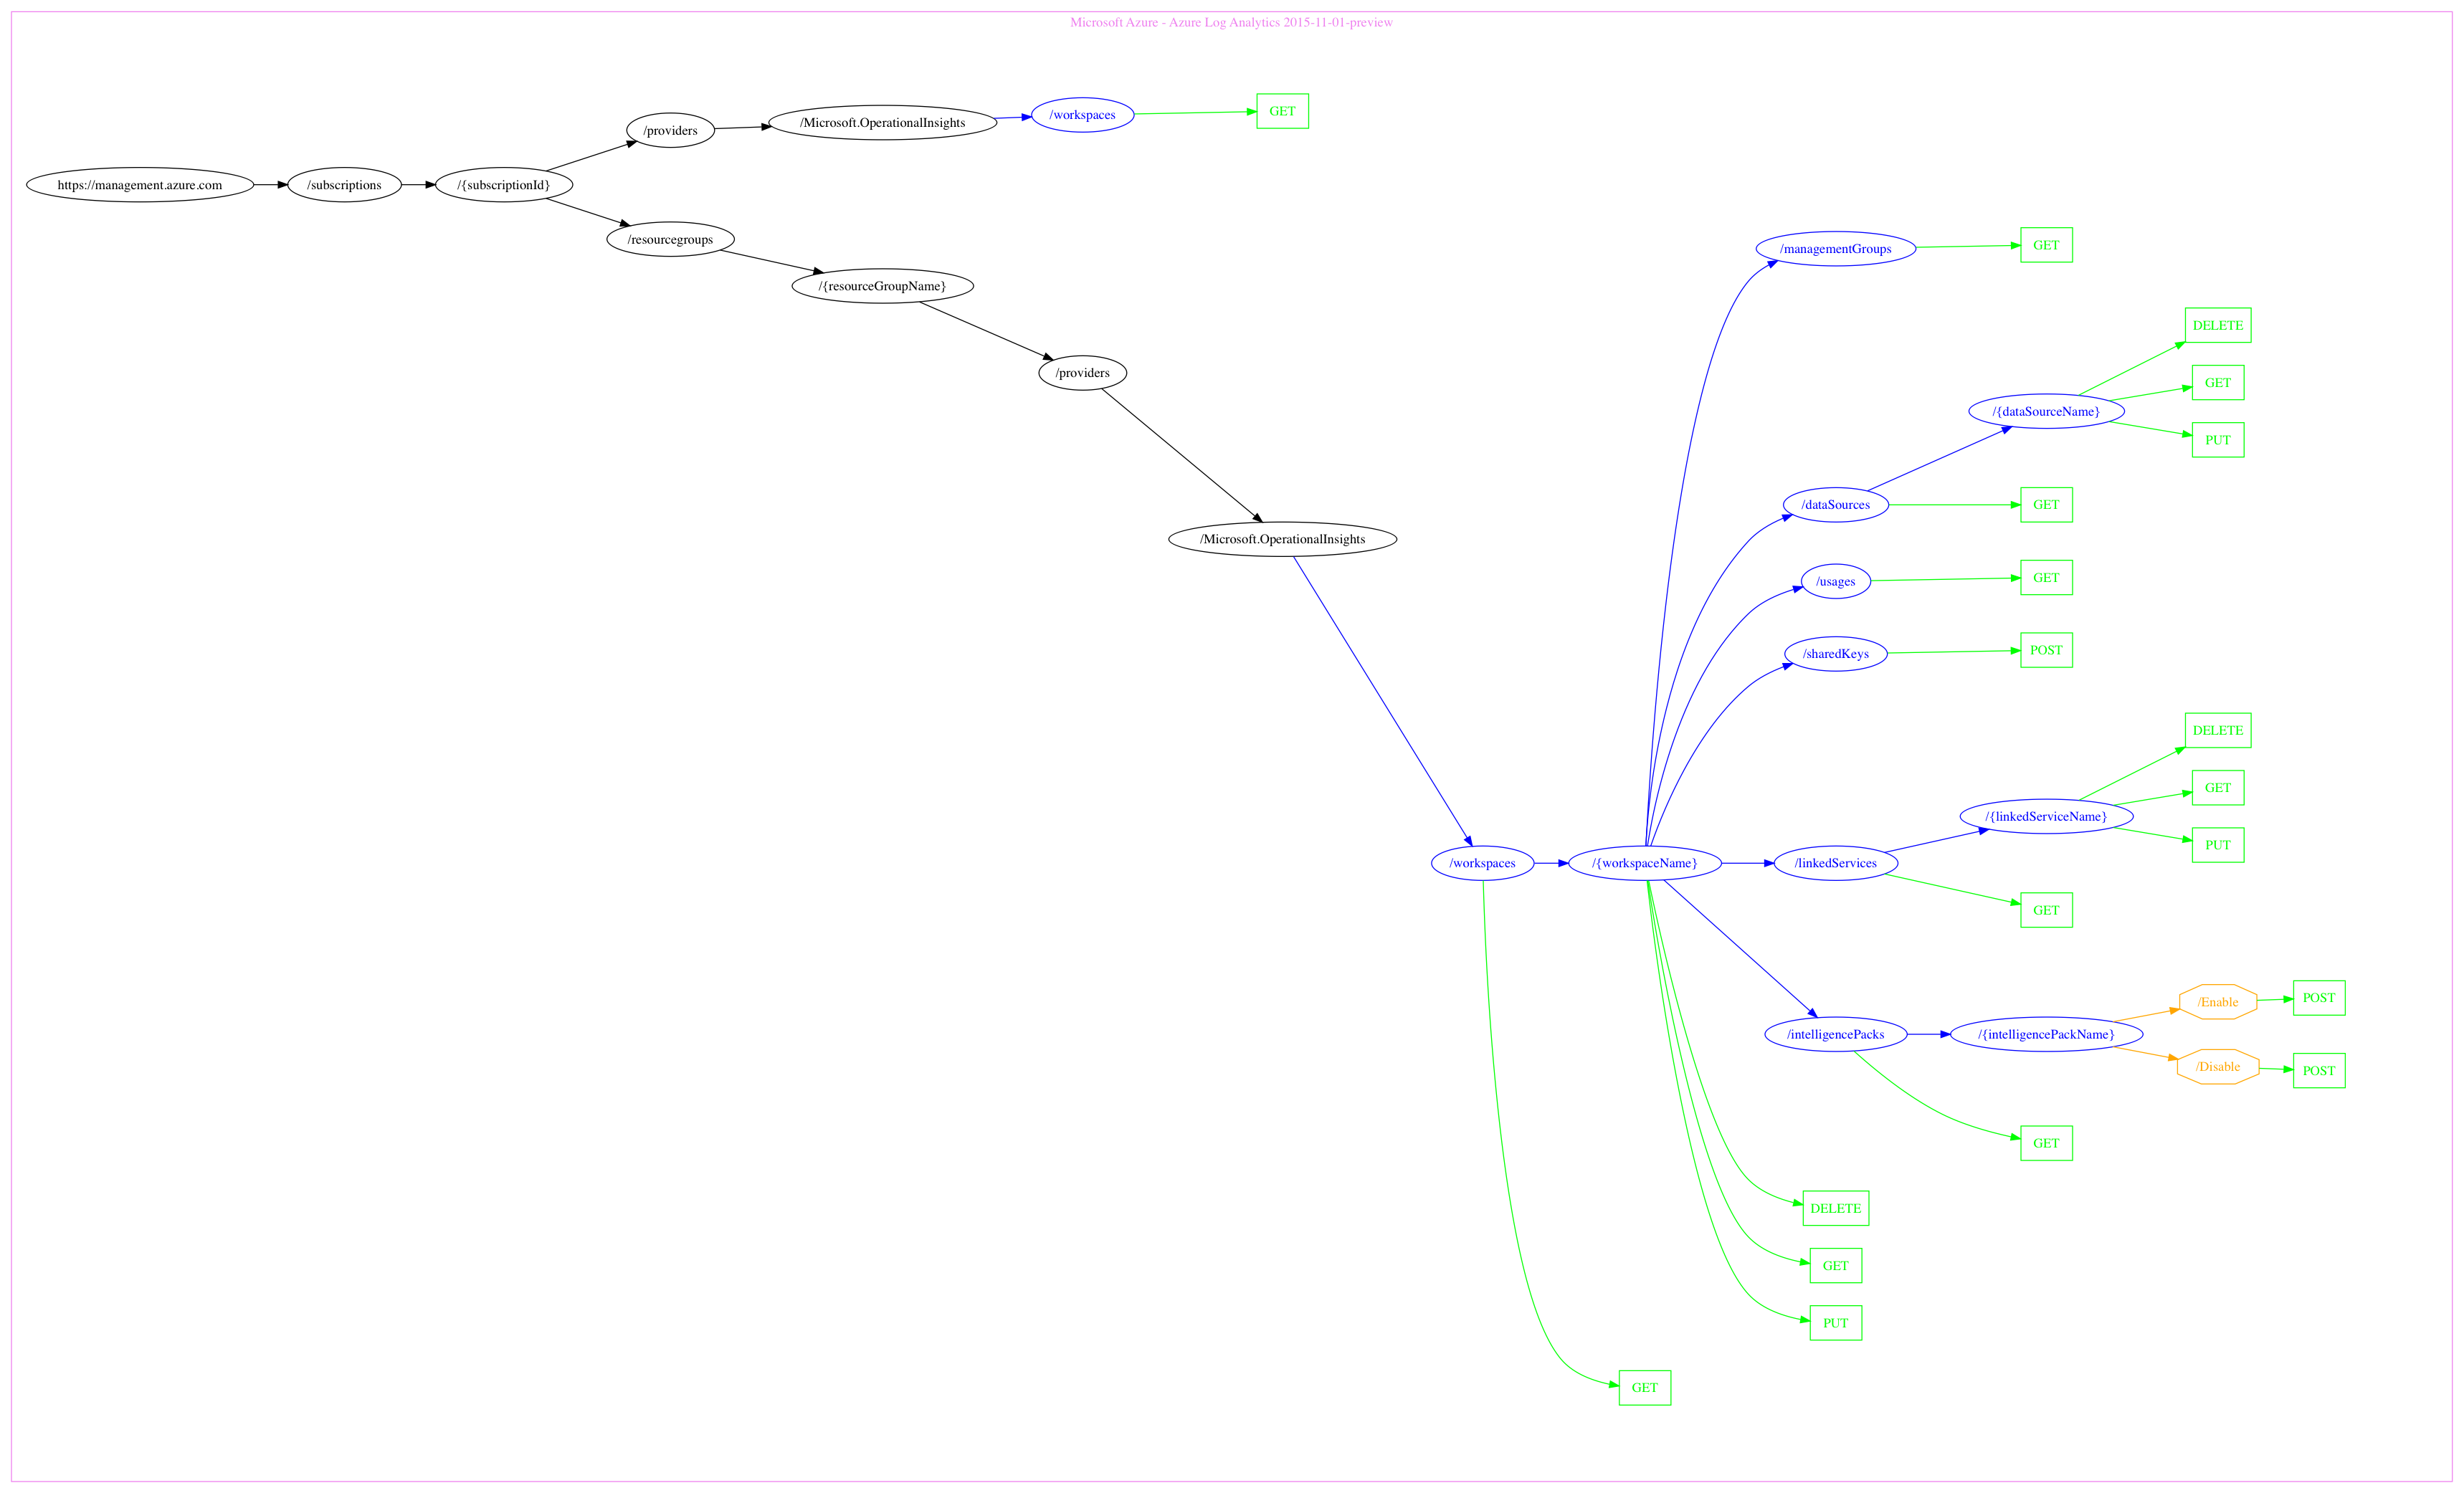 Microsoft Azure - Azure Log Analytics 2015-11-01-preview
https://management.azure.com
/subscriptions
/{subscriptionId}
/providers
/Microsoft.OperationalInsights
/workspaces
GET
/resourcegroups
/{resourceGroupName}
/providers
/Microsoft.OperationalInsights
/workspaces
/{workspaceName}
/managementGroups
GET
/dataSources
/{dataSourceName}
DELETE
GET
PUT
GET
/usages
GET
/sharedKeys
POST
/linkedServices
/{linkedServiceName}
DELETE
GET
PUT
GET
/intelligencePacks
/{intelligencePackName}
/Enable
POST
/Disable
POST
GET
DELETE
GET
PUT
GET